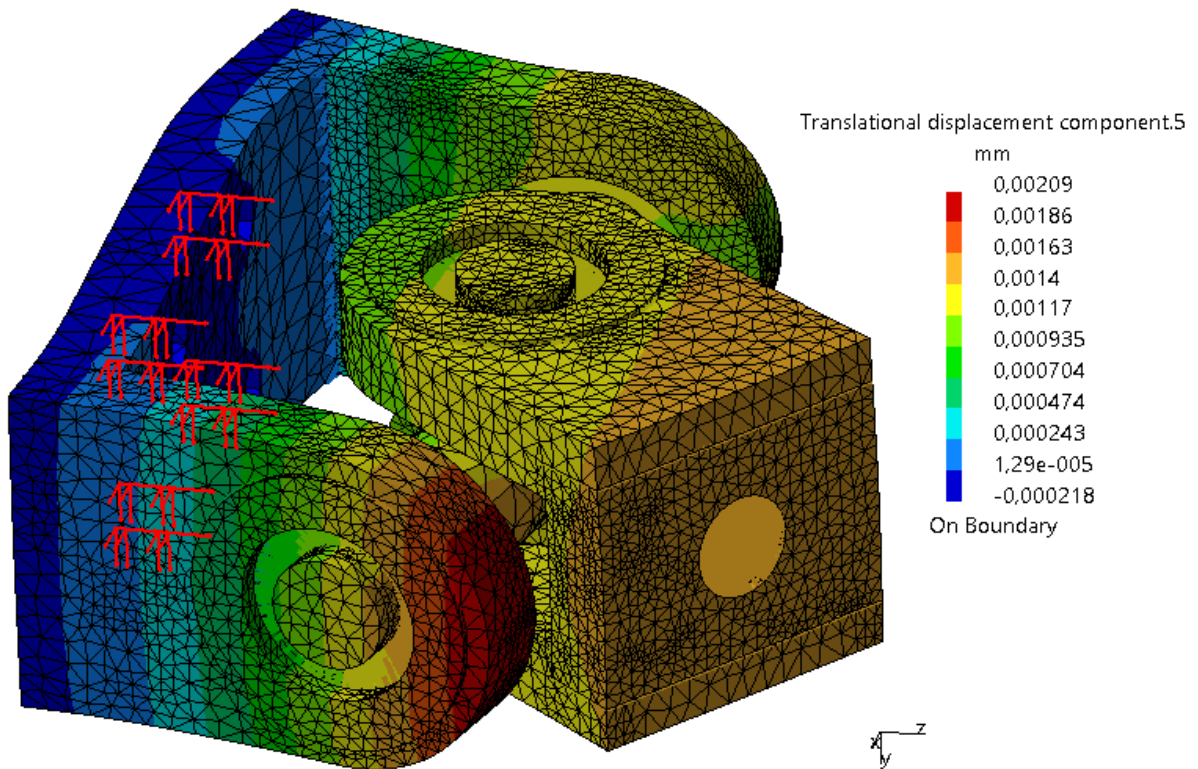 Translational displacement component.5
mm
0,00209
0,00186
0,00163
0,0014
0,00117
0,000935
0,000704
0,000474
0,000243
1,29e-005
-0,000218
On Boundary
x
y
z